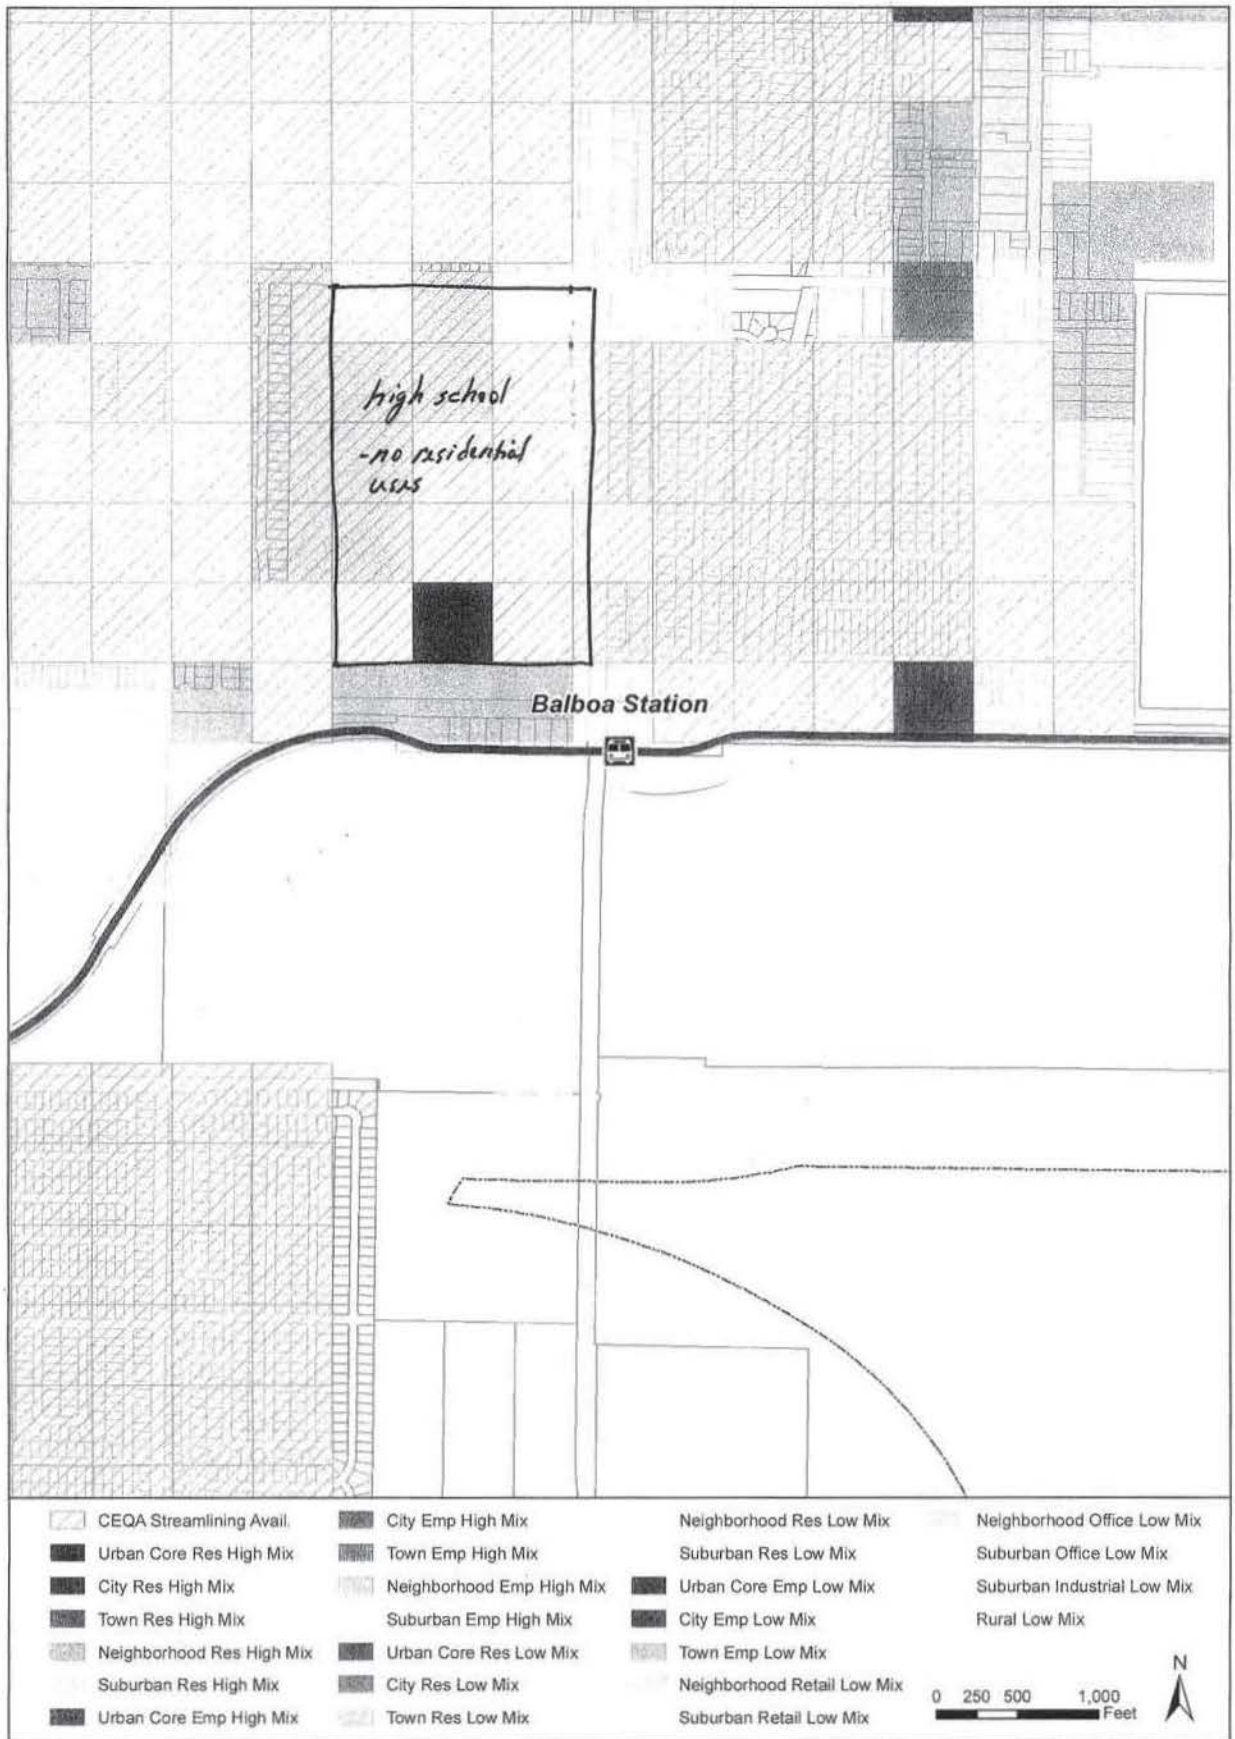 high school
-no residential
uses
Balboa Station
CEQA Streamlining Avail.
Urban Core Res High Mix
City Res High Mix
Town Res High Mix
Neighborhood Res High Mix
Suburban Res High Mix
Urban Core Emp High Mix
City Emp High Mix
Town Emp High Mix
Neighborhood Emp High Mix
Suburban Emp High Mix
Urban Core Res Low Mix
City Res Low Mix
Town Res Low Mix
Neighborhood Res Low Mix
Suburban Res Low Mix
Urban Core Emp Low Mix
City Emp Low Mix
Town Emp Low Mix
Neighborhood Retail Low Mix
Suburban Retail Low Mix
Neighborhood Office Low Mix
Suburban Office Low Mix
Suburban Industrial Low Mix
Rural Low Mix
N
0 250 500 1,000
Feet